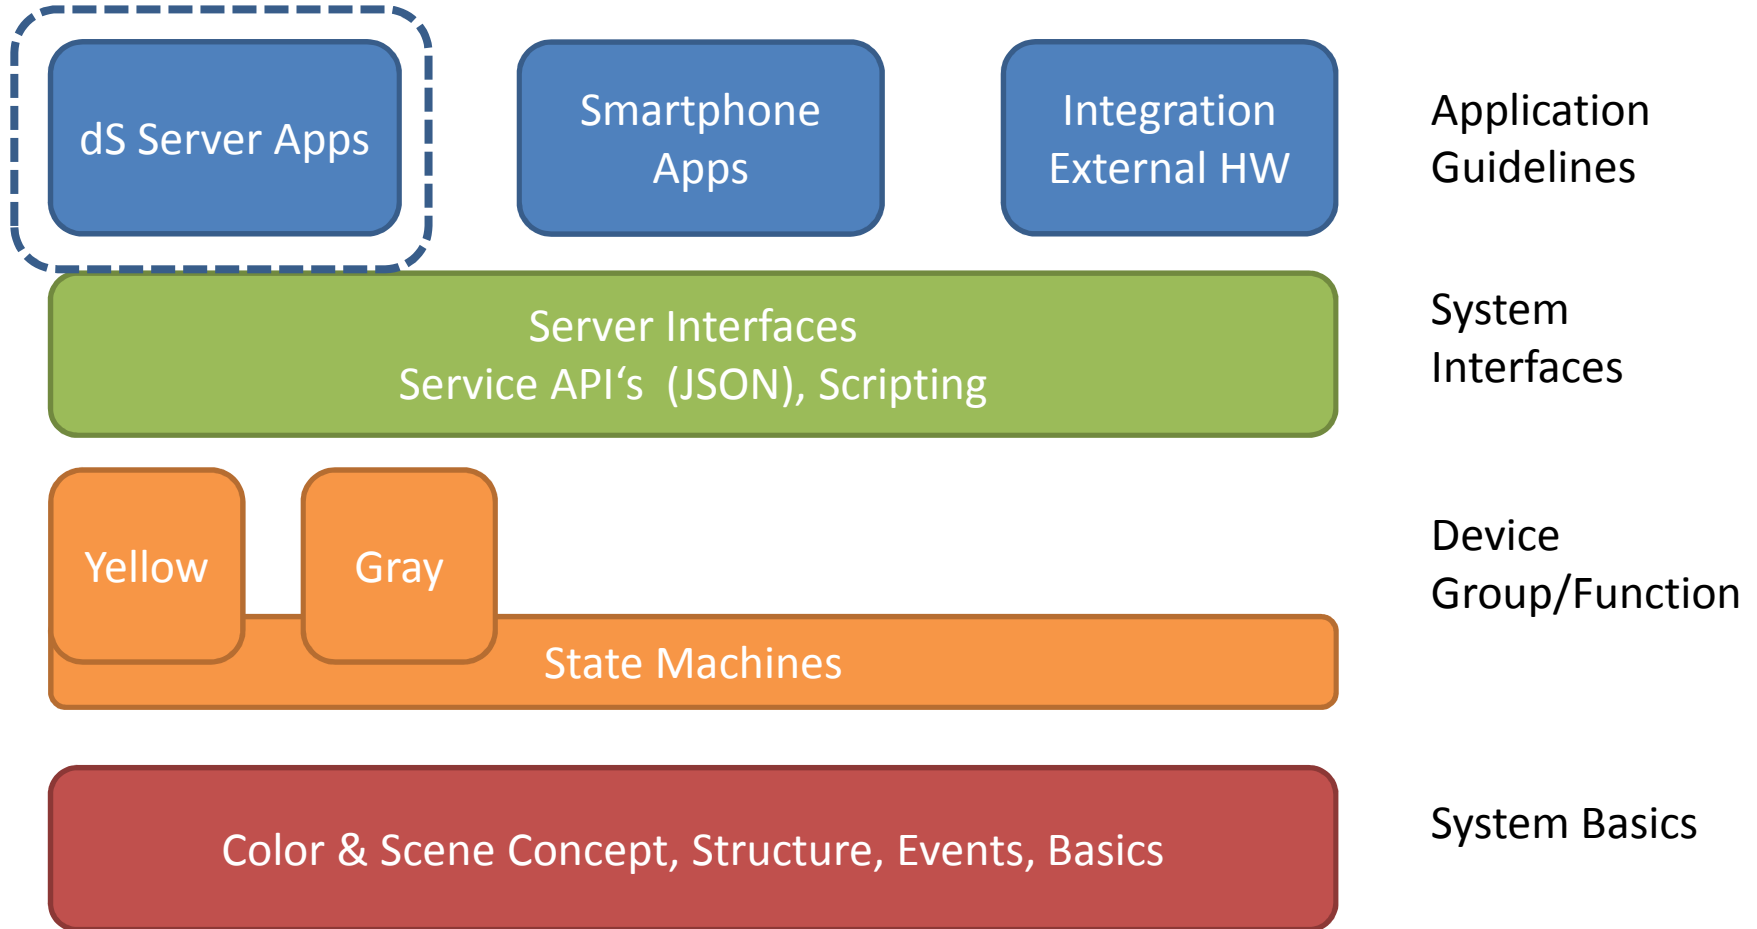 dS Server Apps
Smartphone
Apps
Integration
External HW
Application
Guidelines
Server Interfaces
Service API‘s  (JSON), Scripting
System
Interfaces
Yellow
Gray
State Machines
Device
Group/Function
Color & Scene Concept, Structure, Events, Basics
System Basics